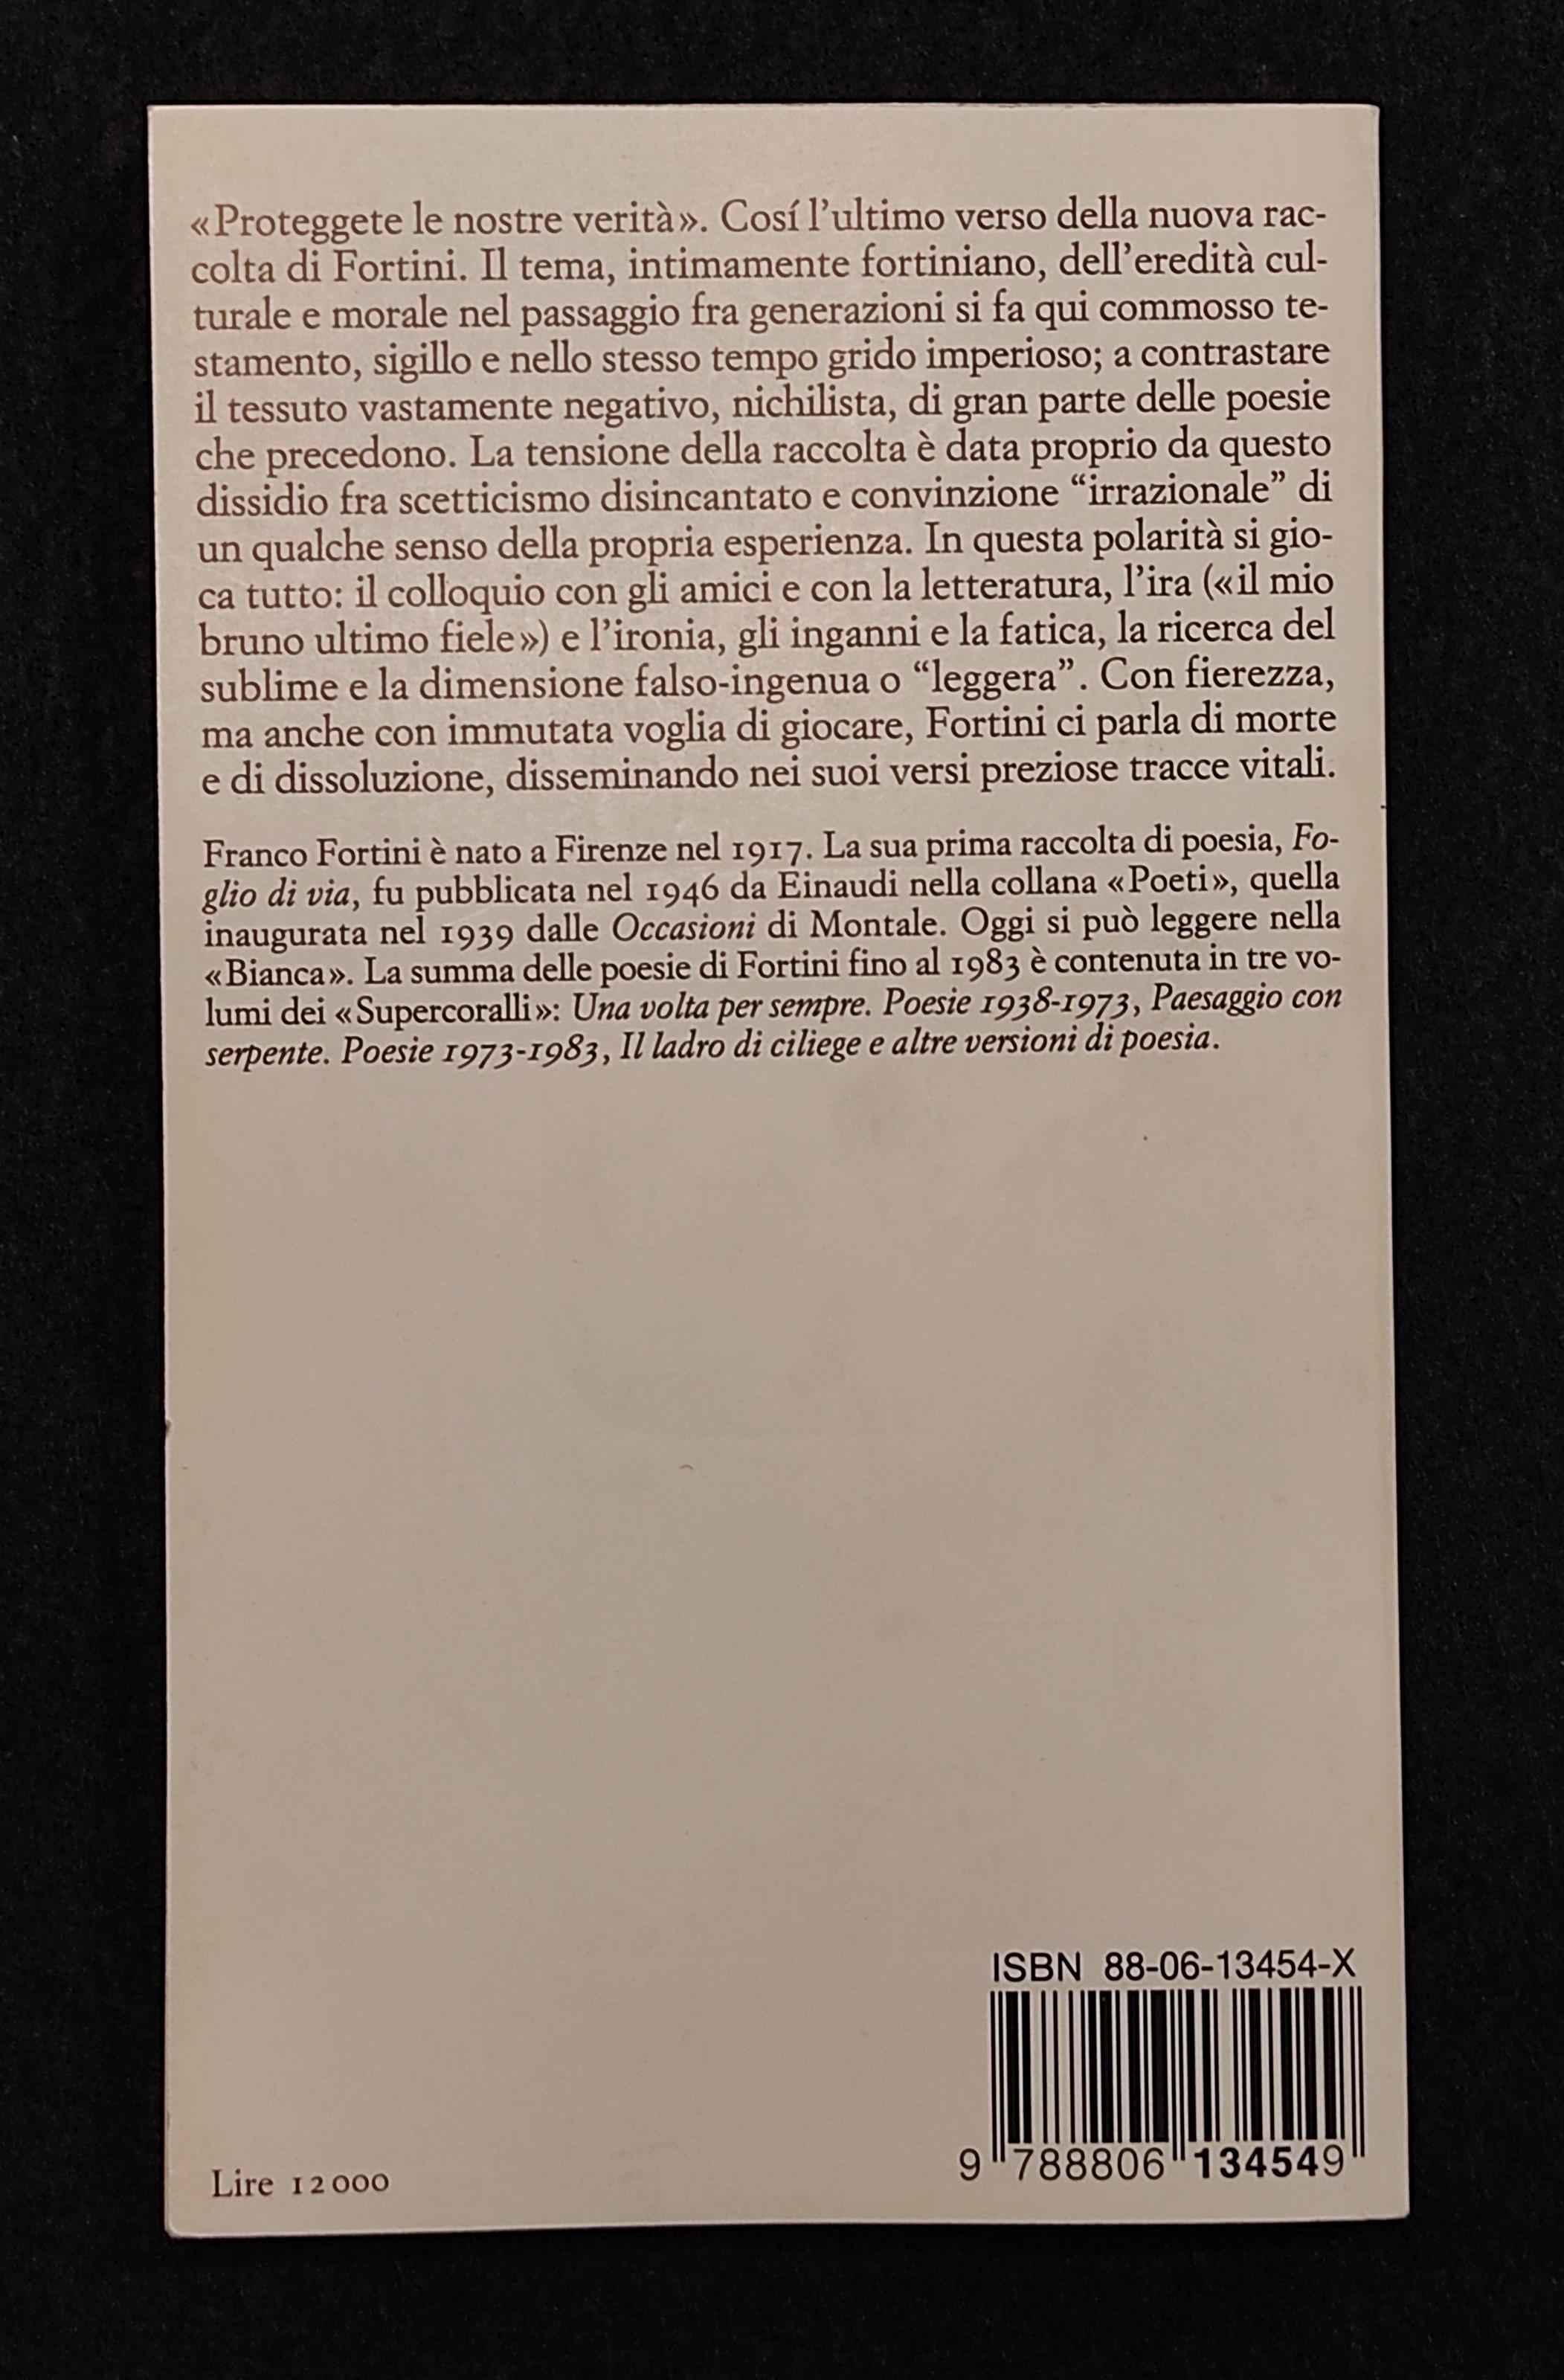 «Proteggete le nostre verità». Cosí l'ultimo verso della nuova rac-
colta di Fortini. Il tema, intimamente fortiniano, dell'eredità cul-
turale e morale nel passaggio fra generazioni si fa qui commosso te-
stamento, sigillo e nello stesso tempo grido imperioso; a contrastare
il tessuto vastamente negativo, nichilista, di gran parte delle poesie
che precedono. La tensione della raccolta è data proprio da questo
dissidio fra scetticismo disincantato e convinzione “irrazionale” di
un qualche senso della propria esperienza. In questa polarità si gio-
ca tutto: il colloquio con gli amici e con la letteratura, l'ira («il mio
bruno ultimo fiele») e l'ironia, gli inganni e la fatica, la ricerca del
sublime e la dimensione falso-ingenua o “leggera”. Con fierezza,
ma anche con immutata voglia di giocare, Fortini ci parla di morte
e di dissoluzione, disseminando nei suoi versi preziose tracce vitali.
Franco Fortini è nato a Firenze nel 1917. La sua prima raccolta di poesia, Fo-
glio di via, fu pubblicata nel 1946 da Einaudi nella collana «Poeti», quella
inaugurata nel 1939 dalle Occasioni di Montale. Oggi si può leggere nella
«Bianca». La summa delle poesie di Fortini fino al 1983 è contenuta in tre vo-
lumi dei «Supercoralli»: Una volta per sempre. Poesie 1938-1973, Paesaggio con
serpente. Poesie 1973-1983, Il ladro di ciliege e altre versioni di poesia.
ISBN 88-06-13454-X
9 788806 134549
Lire 12 000